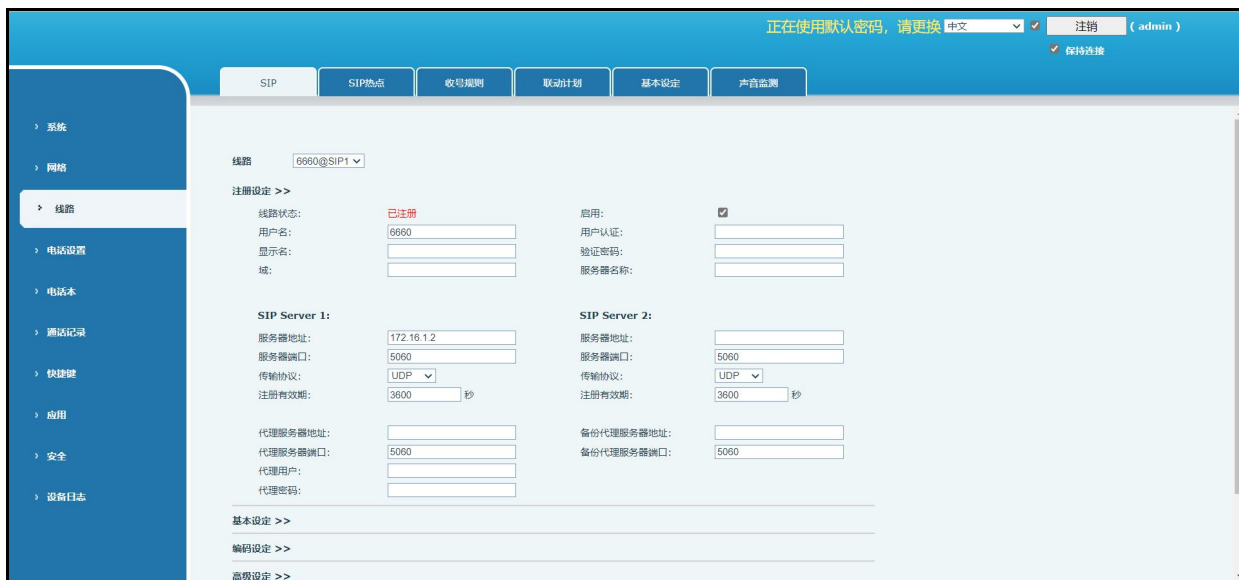 正在使用默认密码，请更换 中文 注销 ( admin )
保持连接
SIP SIP热点 收号规则 联动计划 基本设定 声音监测
› 系统
› 网络
› 线路
› 电话设置
› 电话本
› 通话记录
› 快捷键
› 应用
› 安全
› 设备日志
线路 6660@SIP1
注册设定 >>
线路状态: 已注册 启用:
用户名: 6660 用户认证:
显示名: 验证密码:
域: 服务器名称:
SIP Server 1: SIP Server 2:
服务器地址: 172.16.1.2 服务器地址:
服务器端口: 5060 服务器端口: 5060
传输协议: UDP 传输协议: UDP
注册有效期: 3600 秒 注册有效期: 3600 秒
代理服务器地址: 备份代理服务器地址:
代理服务器端口: 5060 备份代理服务器端口: 5060
代理用户:
代理密码:
基本设定 >>
编码设定 >>
高级设定 >>